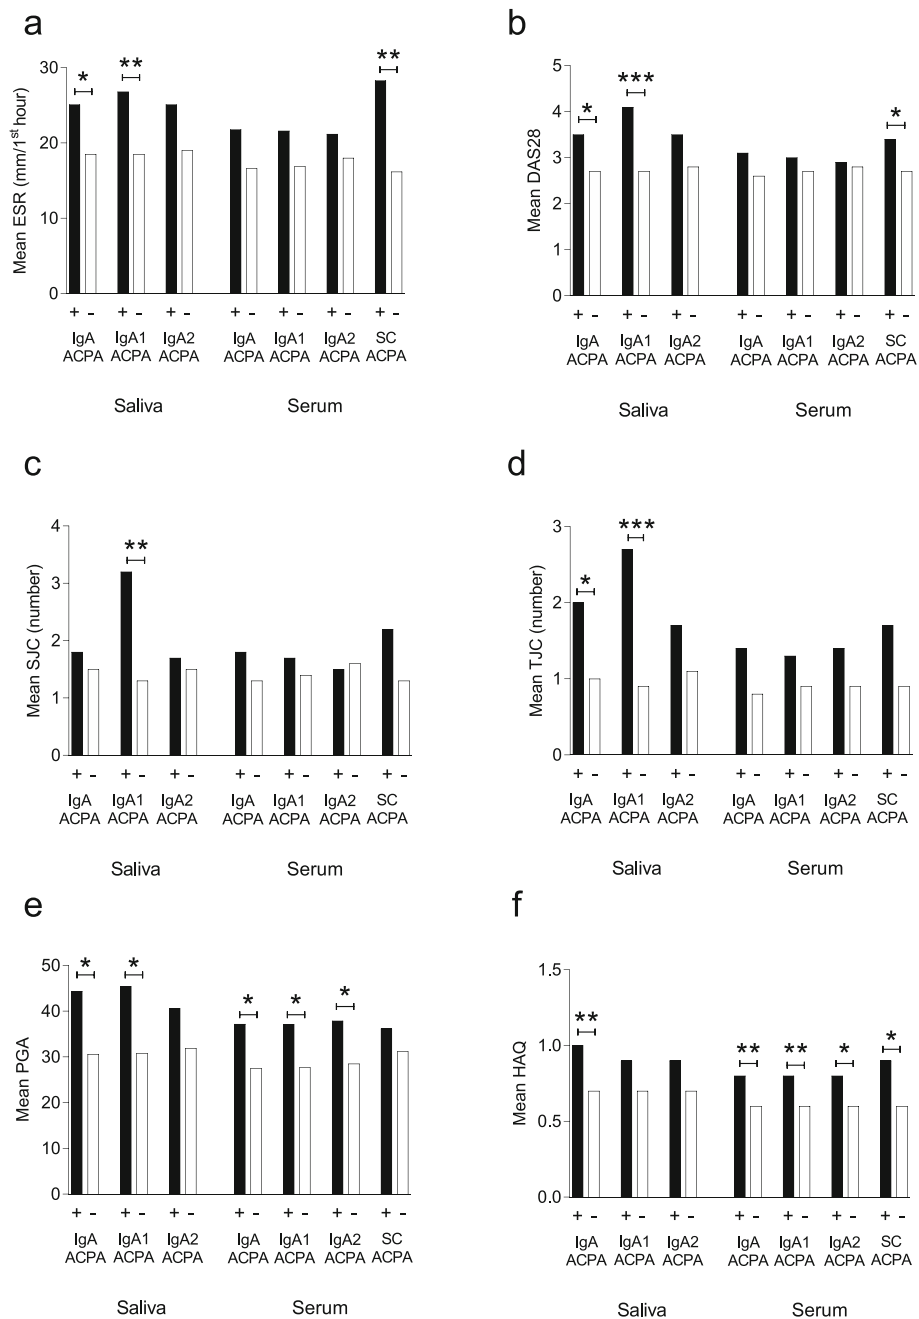 a
Mean ESR (mm/1st hour)
30
20
10
0
* ** **
+ - + - + - + - + - + - + -
IgA IgA1 IgA2 IgA IgA1 IgA2 SC
ACPA ACPA ACPA ACPA ACPA ACPA ACPA
Saliva Serum
b
Mean DAS28
5
4
3
2
1
0
* *** *
+ - + - + - + - + - + - + -
IgA IgA1 IgA2 IgA IgA1 IgA2 SC
ACPA ACPA ACPA ACPA ACPA ACPA ACPA
Saliva Serum
c
Mean SJC (number)
4
3
2
1
0
**
+ - + - + - + - + - + - + -
IgA IgA1 IgA2 IgA IgA1 IgA2 SC
ACPA ACPA ACPA ACPA ACPA ACPA ACPA
Saliva Serum
d
Mean TJC (number)
3
2
1
0
* ***
+ - + - + - + - + - + - + -
IgA IgA1 IgA2 IgA IgA1 IgA2 SC
ACPA ACPA ACPA ACPA ACPA ACPA ACPA
Saliva Serum
e
Mean PGA
50
40
30
20
10
0
* * * * *
+ - + - + - + - + - + - + -
IgA IgA1 IgA2 IgA IgA1 IgA2 SC
ACPA ACPA ACPA ACPA ACPA ACPA ACPA
Saliva Serum
f
Mean HAQ
1.5
1.0
0.5
0.0
** ** ** * *
+ - + - + - + - + - + - + -
IgA IgA1 IgA2 IgA IgA1 IgA2 SC
ACPA ACPA ACPA ACPA ACPA ACPA ACPA
Saliva Serum